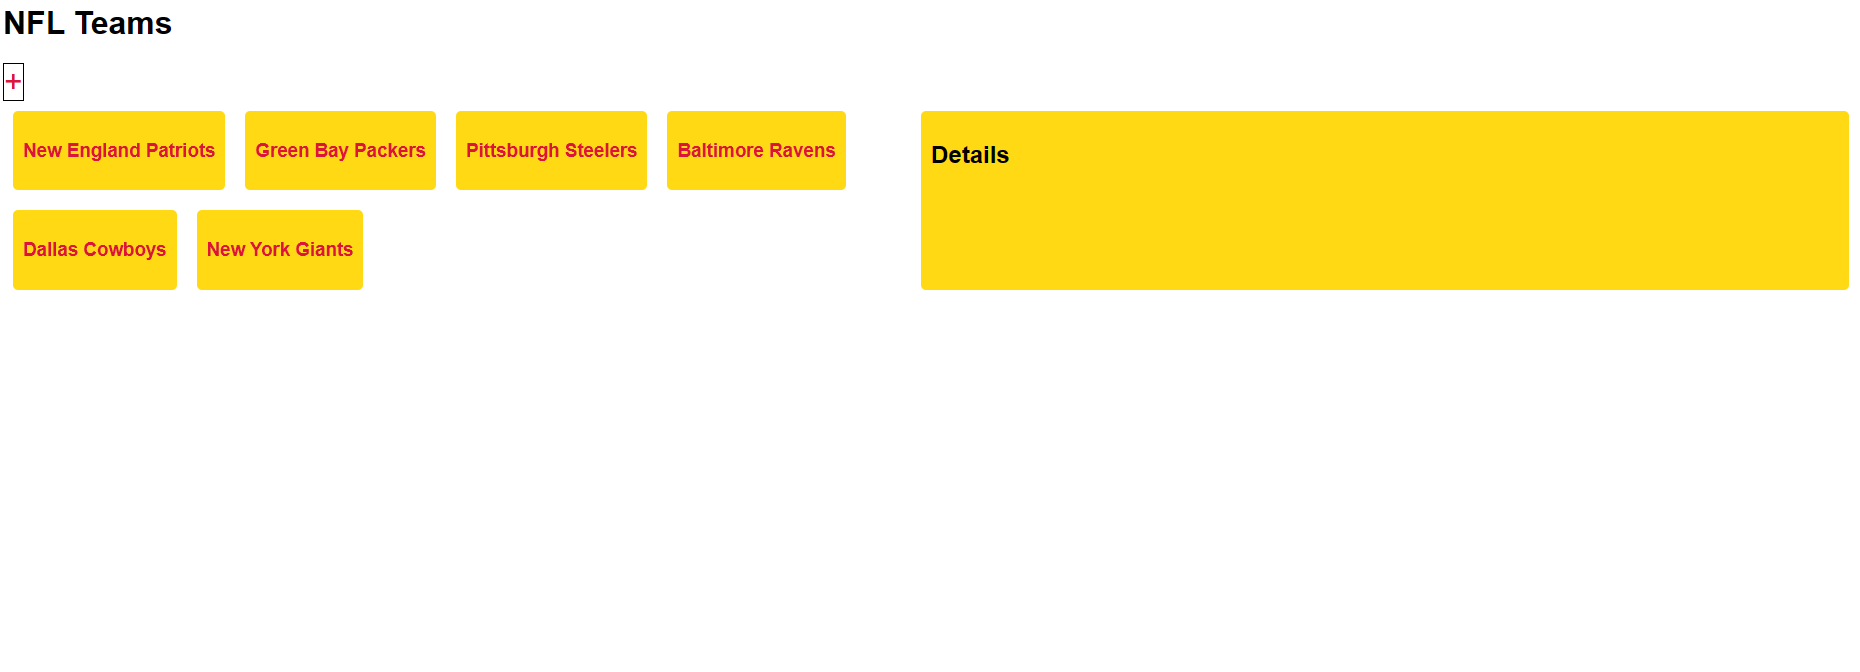 NFL Teams
+
New England Patriots
Green Bay Packers
Pittsburgh Steelers
Baltimore Ravens
Dallas Cowboys
New York Giants
Details